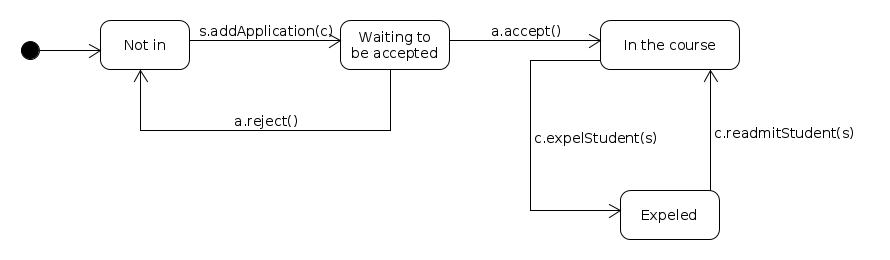 Not in
s.addApplication(c)
Waiting to
be accepted
a.accept()
In the course
a.reject()
c.expelStudent(s)
c.readmitStudent(s)
Expeled